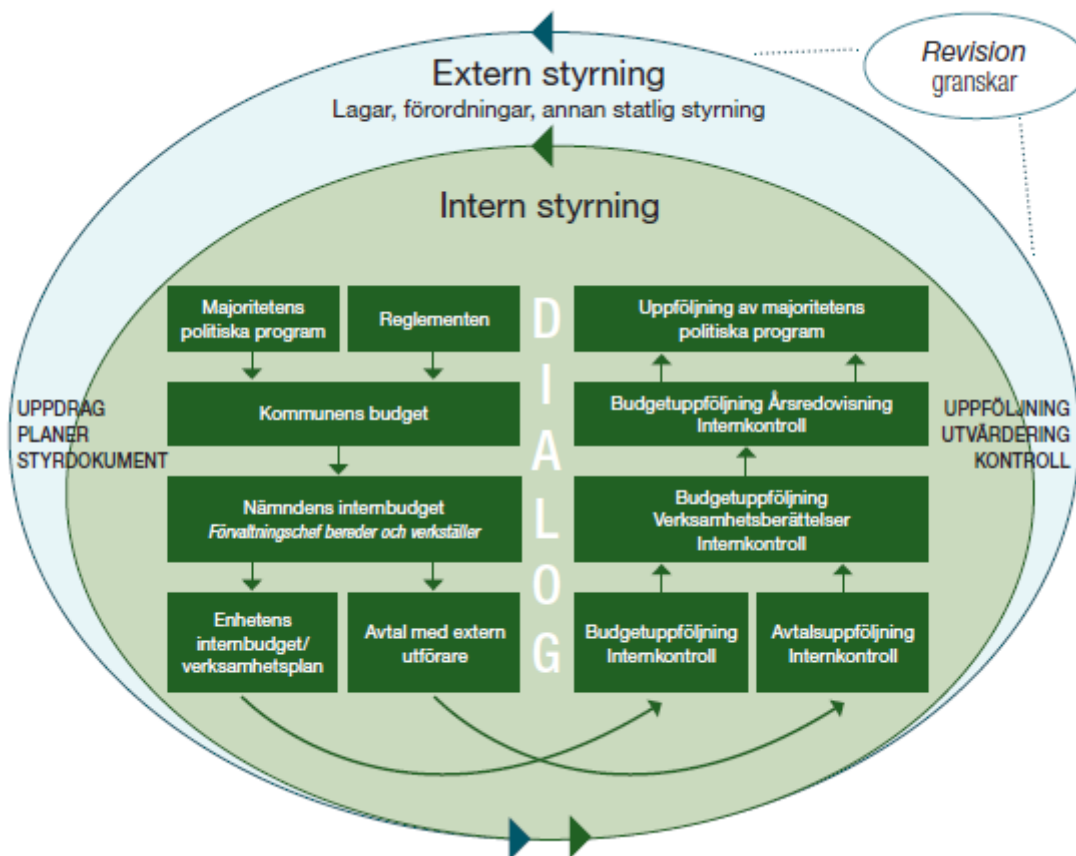 Extern styrning
Lagar, förordningar, annan statlig styrning
Revision
granskar
Intern styrning
UPPDRAG
PLANER
STYRDOKUMENT
Majoritetens
politiska program
Reglementen
Kommunens budget
Nämndens internbudget
Förvaltningschef bereder och verkställer
Enhetens
internbudget/
verksamhetsplan
Avtal med extern
utförare
D
I
A
L
O
G
Uppföljning av majoritetens
politiska program
Budgetuppföljning Årsredovisning
Internkontroll
Budgetuppföljning
Verksamhetsberättelser
Internkontroll
Budgetuppföljning
Internkontroll
Avtalsuppföljning
Internkontroll
UPPFÖLJNING
UTVÄRDERING
KONTROLL